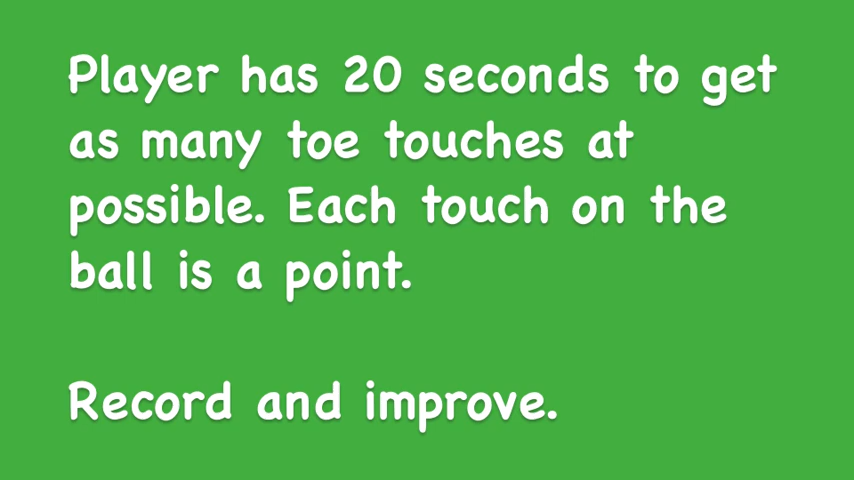 Player has 20 seconds to get
as many toe touches at
possible. Each touch on the
ball is a point.
Record and improve.